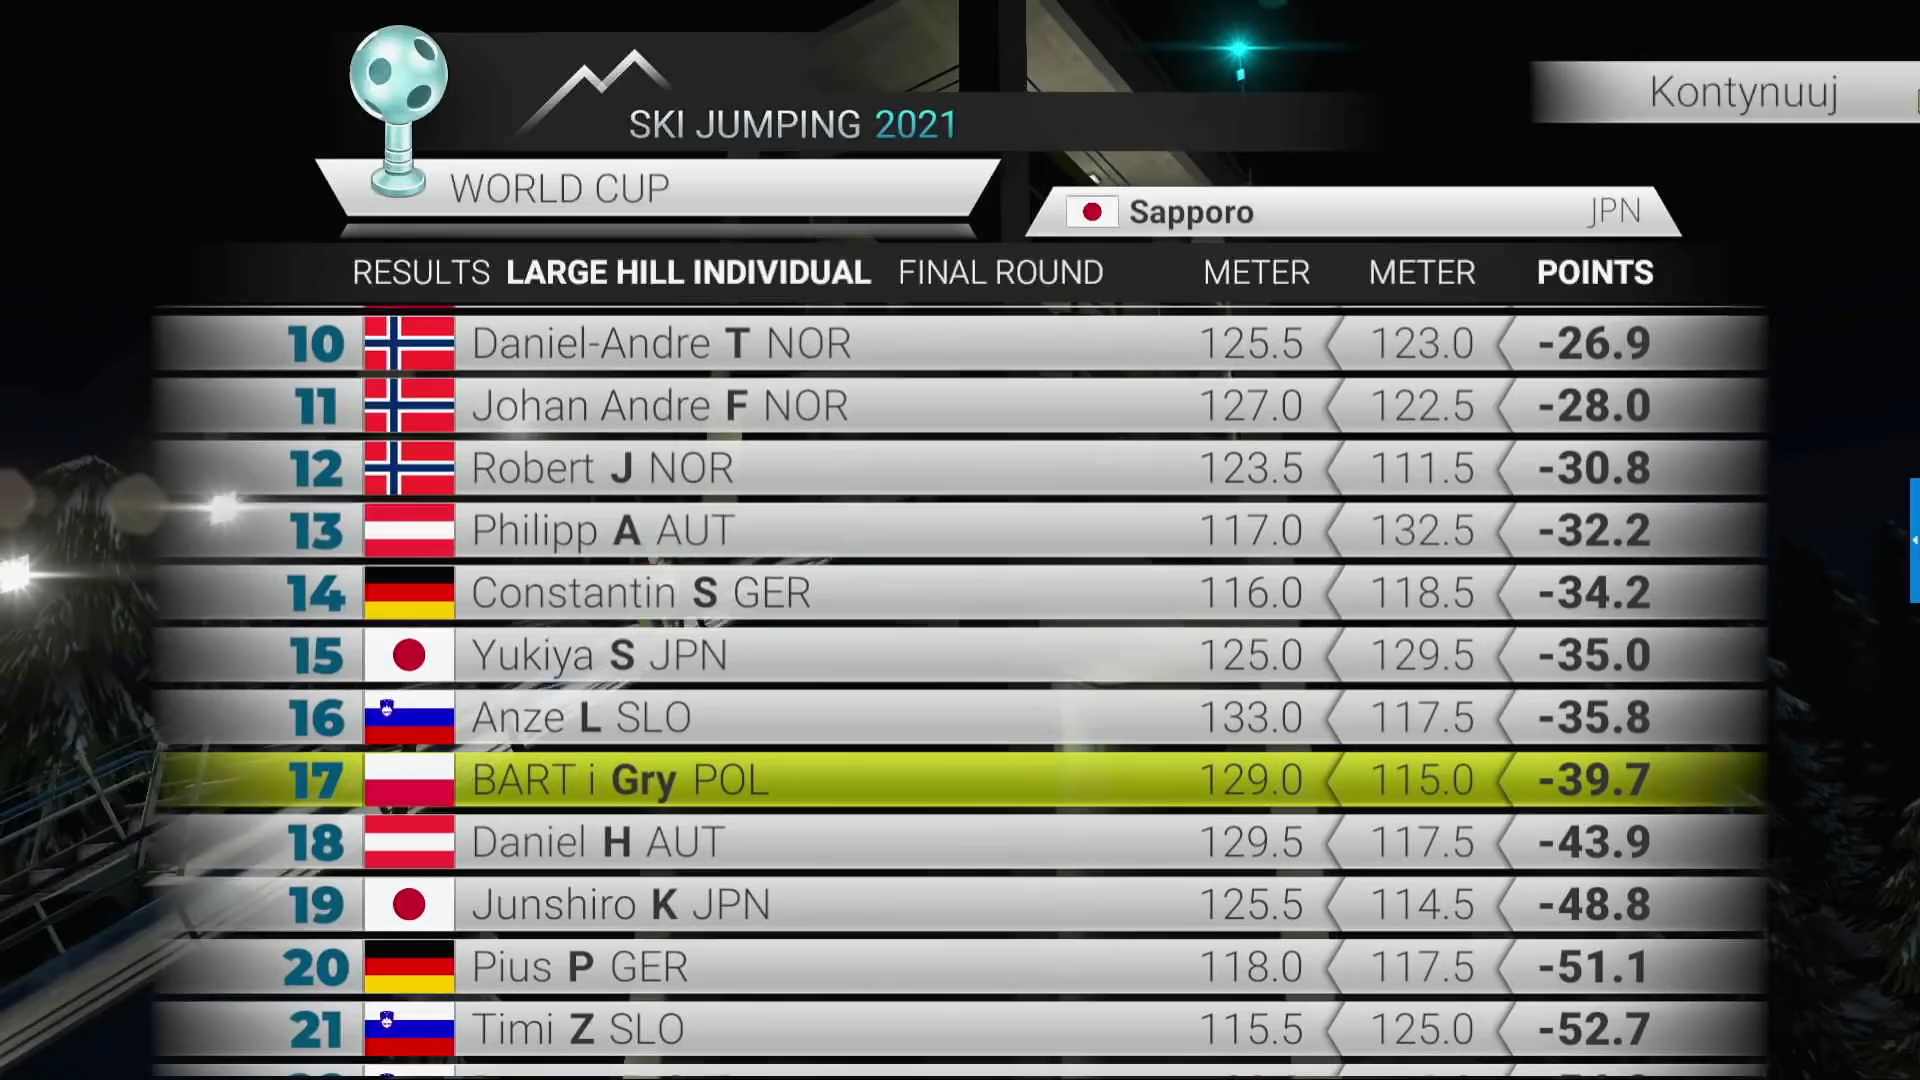 SKI JUMPING 2021
Kontynuuj
WORLD CUP
Sapporo JPN
RESULTS LARGE HILL INDIVIDUAL FINAL ROUND METER METER POINTS
10 Daniel-Andre T NOR 125.5 123.0 -26.9
11 Johan Andre F NOR 127.0 122.5 -28.0
12 Robert J NOR 123.5 111.5 -30.8
13 Philipp A AUT 117.0 132.5 -32.2
14 Constantin S GER 116.0 118.5 -34.2
15 Yukiya S JPN 125.0 129.5 -35.0
16 Anze L SLO 133.0 117.5 -35.8
17 BART i Gry POL 129.0 115.0 -39.7
18 Daniel H AUT 129.5 117.5 -43.9
19 Junshiro K JPN 125.5 114.5 -48.8
20 Pius P GER 118.0 117.5 -51.1
21 Timi Z SLO 115.5 125.0 -52.7